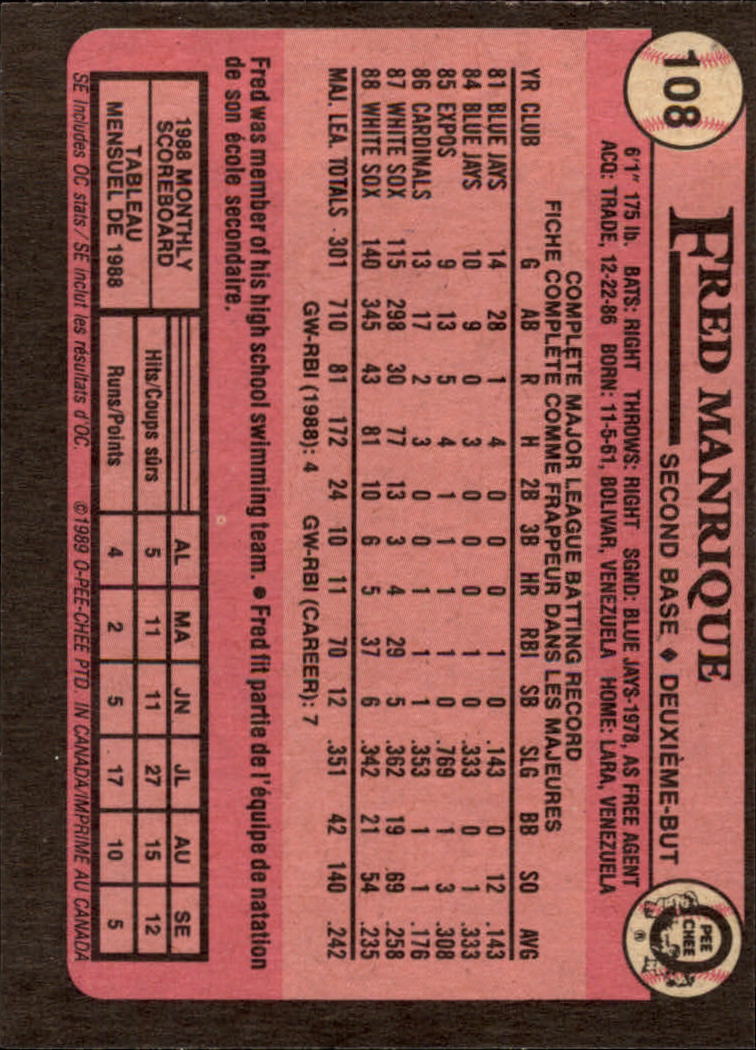 108
FRED MANRIQUE
SECOND BASE ♦ DEUXIÈME-BUT
O PEE CHEE ®
6'1" 175 lb. BATS: RIGHT THROWS: RIGHT SGND: BLUE JAYS-1978, AS FREE AGENT
ACQ: TRADE, 12-22-86 BORN: 11-5-61, BOLIVAR, VENEZUELA HOME: LARA, VENEZUELA
COMPLETE MAJOR LEAGUE BATTING RECORD
FICHE COMPLÈTE COMME FRAPPEUR DANS LES MAJEURES
YR CLUB G AB R H 2B 3B HR RBI SB SLG BB SO AVG
81 BLUE JAYS 14 28 1 4 0 0 0 1 0 .143 0 12 .143
84 BLUE JAYS 10 9 0 3 0 0 0 1 0 .333 0 1 .333
85 EXPOS 9 13 5 4 1 1 1 1 0 .769 1 3 .308
86 CARDINALS 13 17 2 3 0 0 1 1 1 .353 1 1 .176
87 WHITE SOX 115 298 30 77 13 3 4 29 5 .362 19 69 .258
88 WHITE SOX 140 345 43 81 10 6 5 37 6 .342 21 54 .235
MAJ. LEA. TOTALS 301 710 81 172 24 10 11 70 12 .351 42 140 .242
GW-RBI (1988): 4 GW-RBI (CAREER): 7
Fred was member of his high school swimming team. ● Fred fit partie de l'équipe de natation
de son école secondaire.
1988 MONTHLY
SCOREBOARD
TABLEAU
MENSUEL DE 1988
AL MA JN JL AU SE
Hits/Coups sûrs 5 11 11 27 15 12
Runs/Points 4 2 5 17 10 5
SE includes OC stats / SE inclut les résultats d'OC. ©1989 O-PEE-CHEE PTD. IN CANADA/IMPRIMÉ AU CANADA